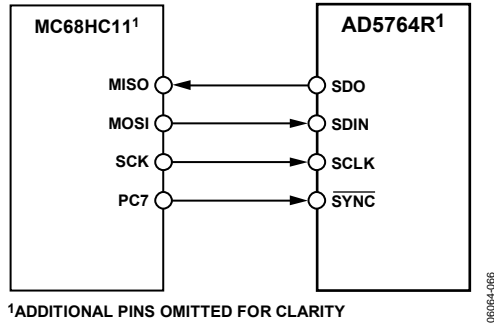 MC68HC11¹ AD5764R¹
MISO SDO
MOSI SDIN
SCK SCLK
PC7 SYNC
¹ADDITIONAL PINS OMITTED FOR CLARITY
06064-066